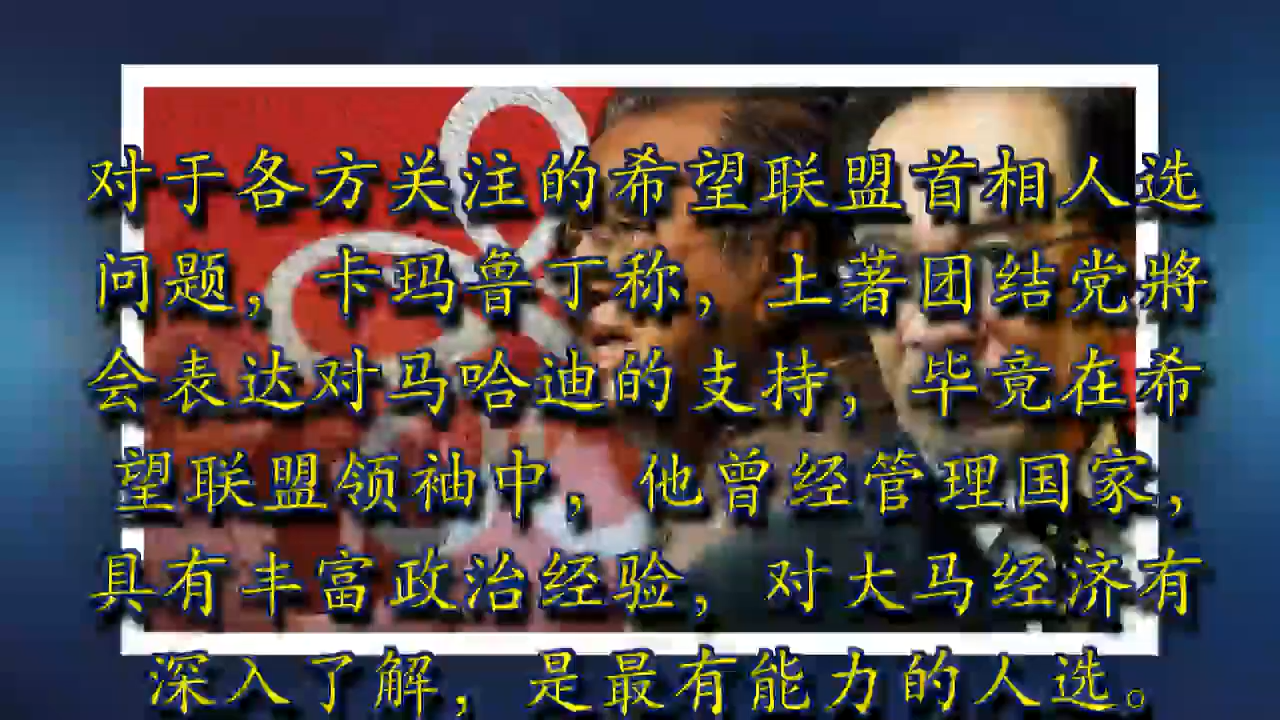 对于各方关注的希望联盟首相人选
问题，卡玛鲁丁称，土著团结党將
会表达对马哈迪的支持，毕竟在希
望联盟领袖中，他曾经管理国家，
具有丰富政治经验，对大马经济有
深入了解，是最有能力的人选。